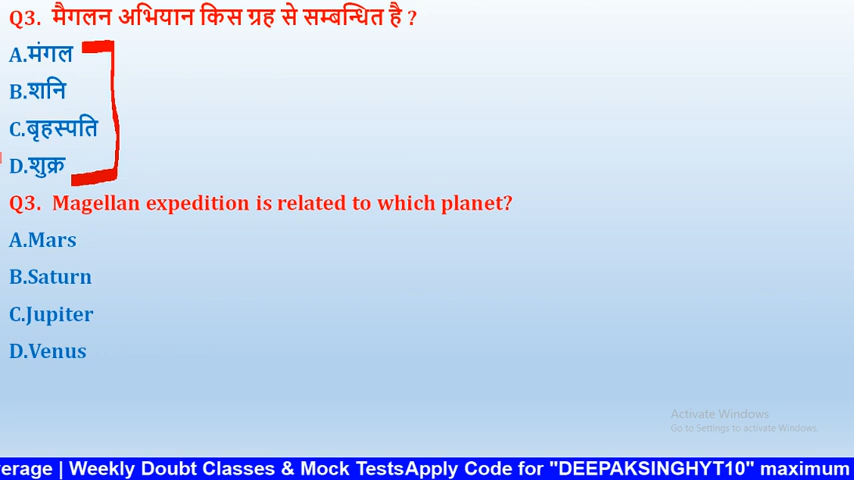 Q3. मैगलन अभियान किस ग्रह से सम्बन्धित है ?
A.मंगल
B.शनि
C.बृहस्पति
D.शुक्र
Q3. Magellan expedition is related to which planet?
A.Mars
B.Saturn
C.Jupiter
D.Venus
Activate Windows
Go to Settings to activate Windows.
verage | Weekly Doubt Classes & Mock TestsApply Code for "DEEPAKSINGHYT10" maximum